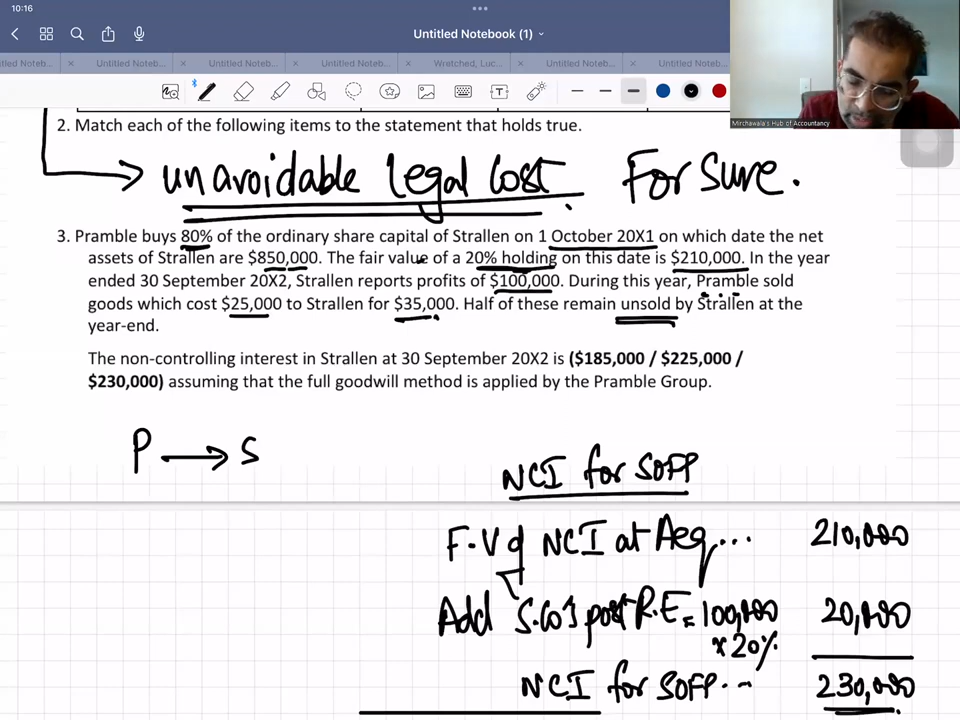 10:16
Untitled Notebook (1)
Untitled Noteb...
Untitled Noteb...
Untitled Noteb...
Wretched, Luc...
Untitled Noteb...
Untitled Noteb...
Mirchawala's Hub of Accountancy
2. Match each of the following items to the statement that holds true.
unavoidable legal cost. For sure.
3. Pramble buys 80% of the ordinary share capital of Strallen on 1 October 20X1 on which date the net
assets of Strallen are $850,000. The fair value of a 20% holding on this date is $210,000. In the year
ended 30 September 20X2, Strallen reports profits of $100,000. During this year, Pramble sold
goods which cost $25,000 to Strallen for $35,000. Half of these remain unsold by Strallen at the
year-end.
The non-controlling interest in Strallen at 30 September 20X2 is ($185,000 / $225,000 /
$230,000) assuming that the full goodwill method is applied by the Pramble Group.
P → S
NCI for SOFP
F.V of NCI at Acq... 210,000
Add S.Co's post R.E = 100,000 20,000
x 20%
NCI for SOFP... 230,000